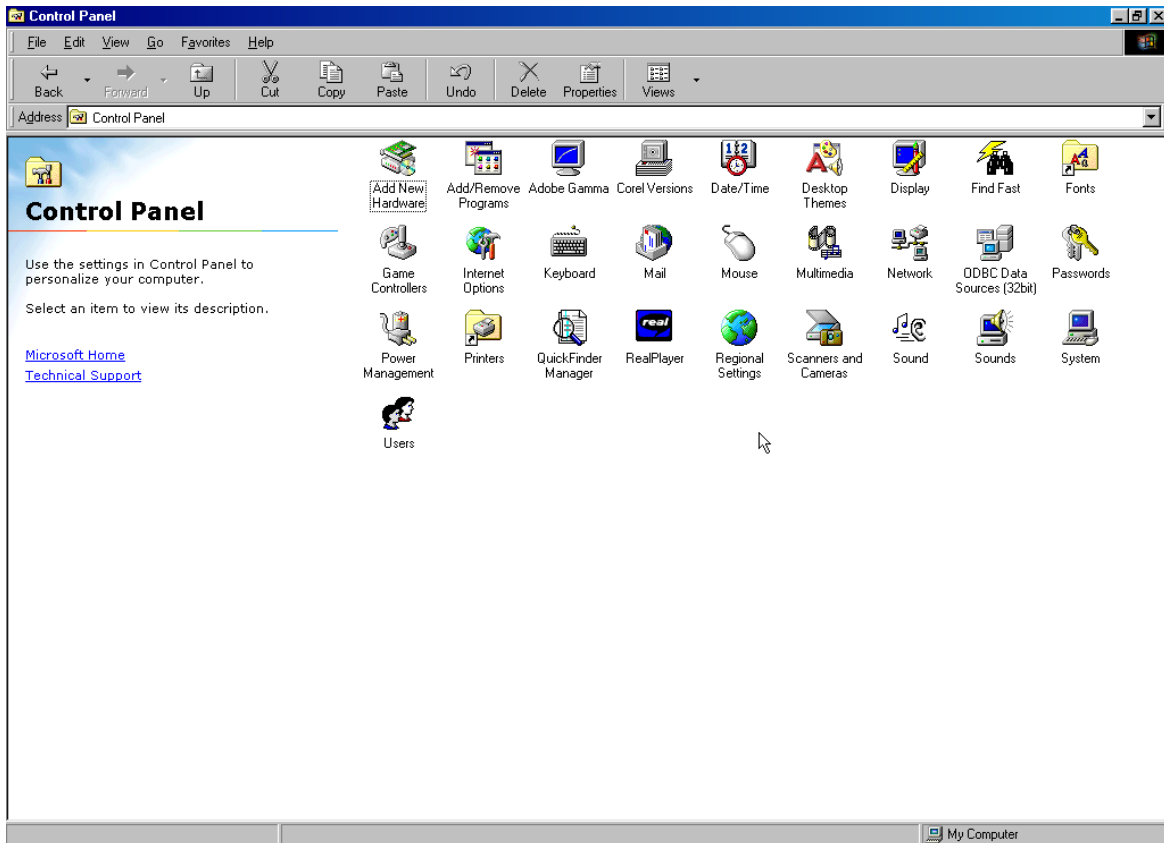 Control Panel
File Edit View Go Favorites Help
Back Forward Up Cut Copy Paste Undo Delete Properties Views
Address Control Panel
Control Panel
Use the settings in Control Panel to
personalize your computer.
Select an item to view its description.
Microsoft Home
Technical Support
Add New
Hardware
Add/Remove
Programs
Adobe Gamma
Corel Versions
Date/Time
Desktop
Themes
Display
Find Fast
Fonts
Game
Controllers
Internet
Options
Keyboard
Mail
Mouse
Multimedia
Network
ODBC Data
Sources (32bit)
Passwords
Power
Management
Printers
QuickFinder
Manager
real
RealPlayer
Regional
Settings
Scanners and
Cameras
Sound
Sounds
System
Users
My Computer